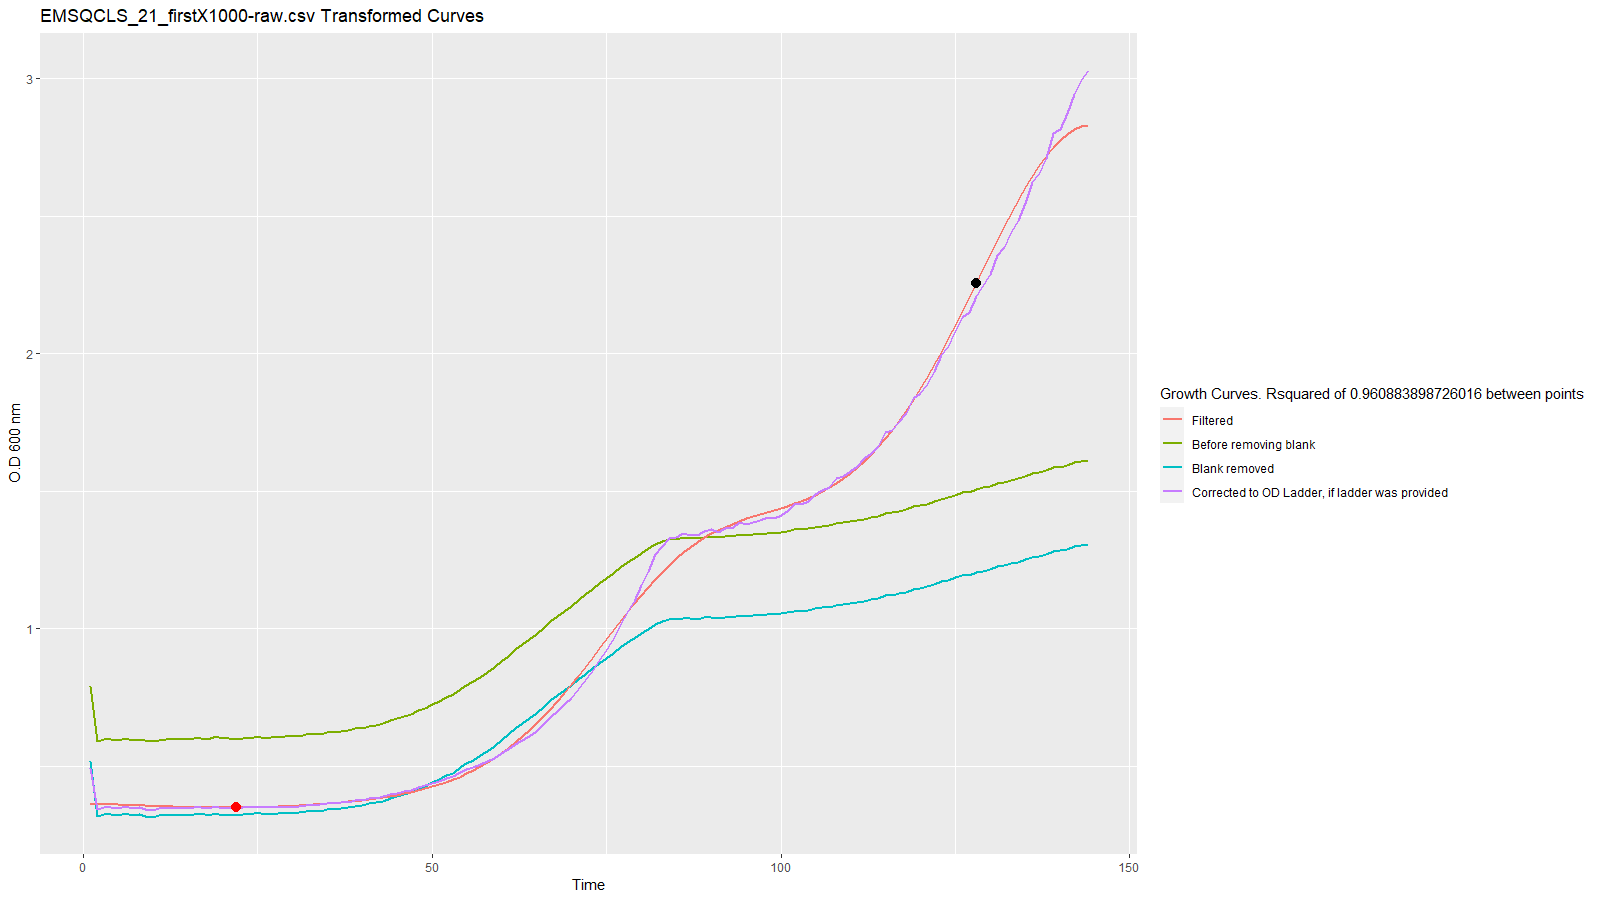 EMSQCLS_21_firstX1000-raw.csv Transformed Curves
3
2
1
O.D 600 nm
0
50
100
150
Time
Growth Curves. Rsquared of 0.960883898726016 between points
Filtered
Before removing blank
Blank removed
Corrected to OD Ladder, if ladder was provided